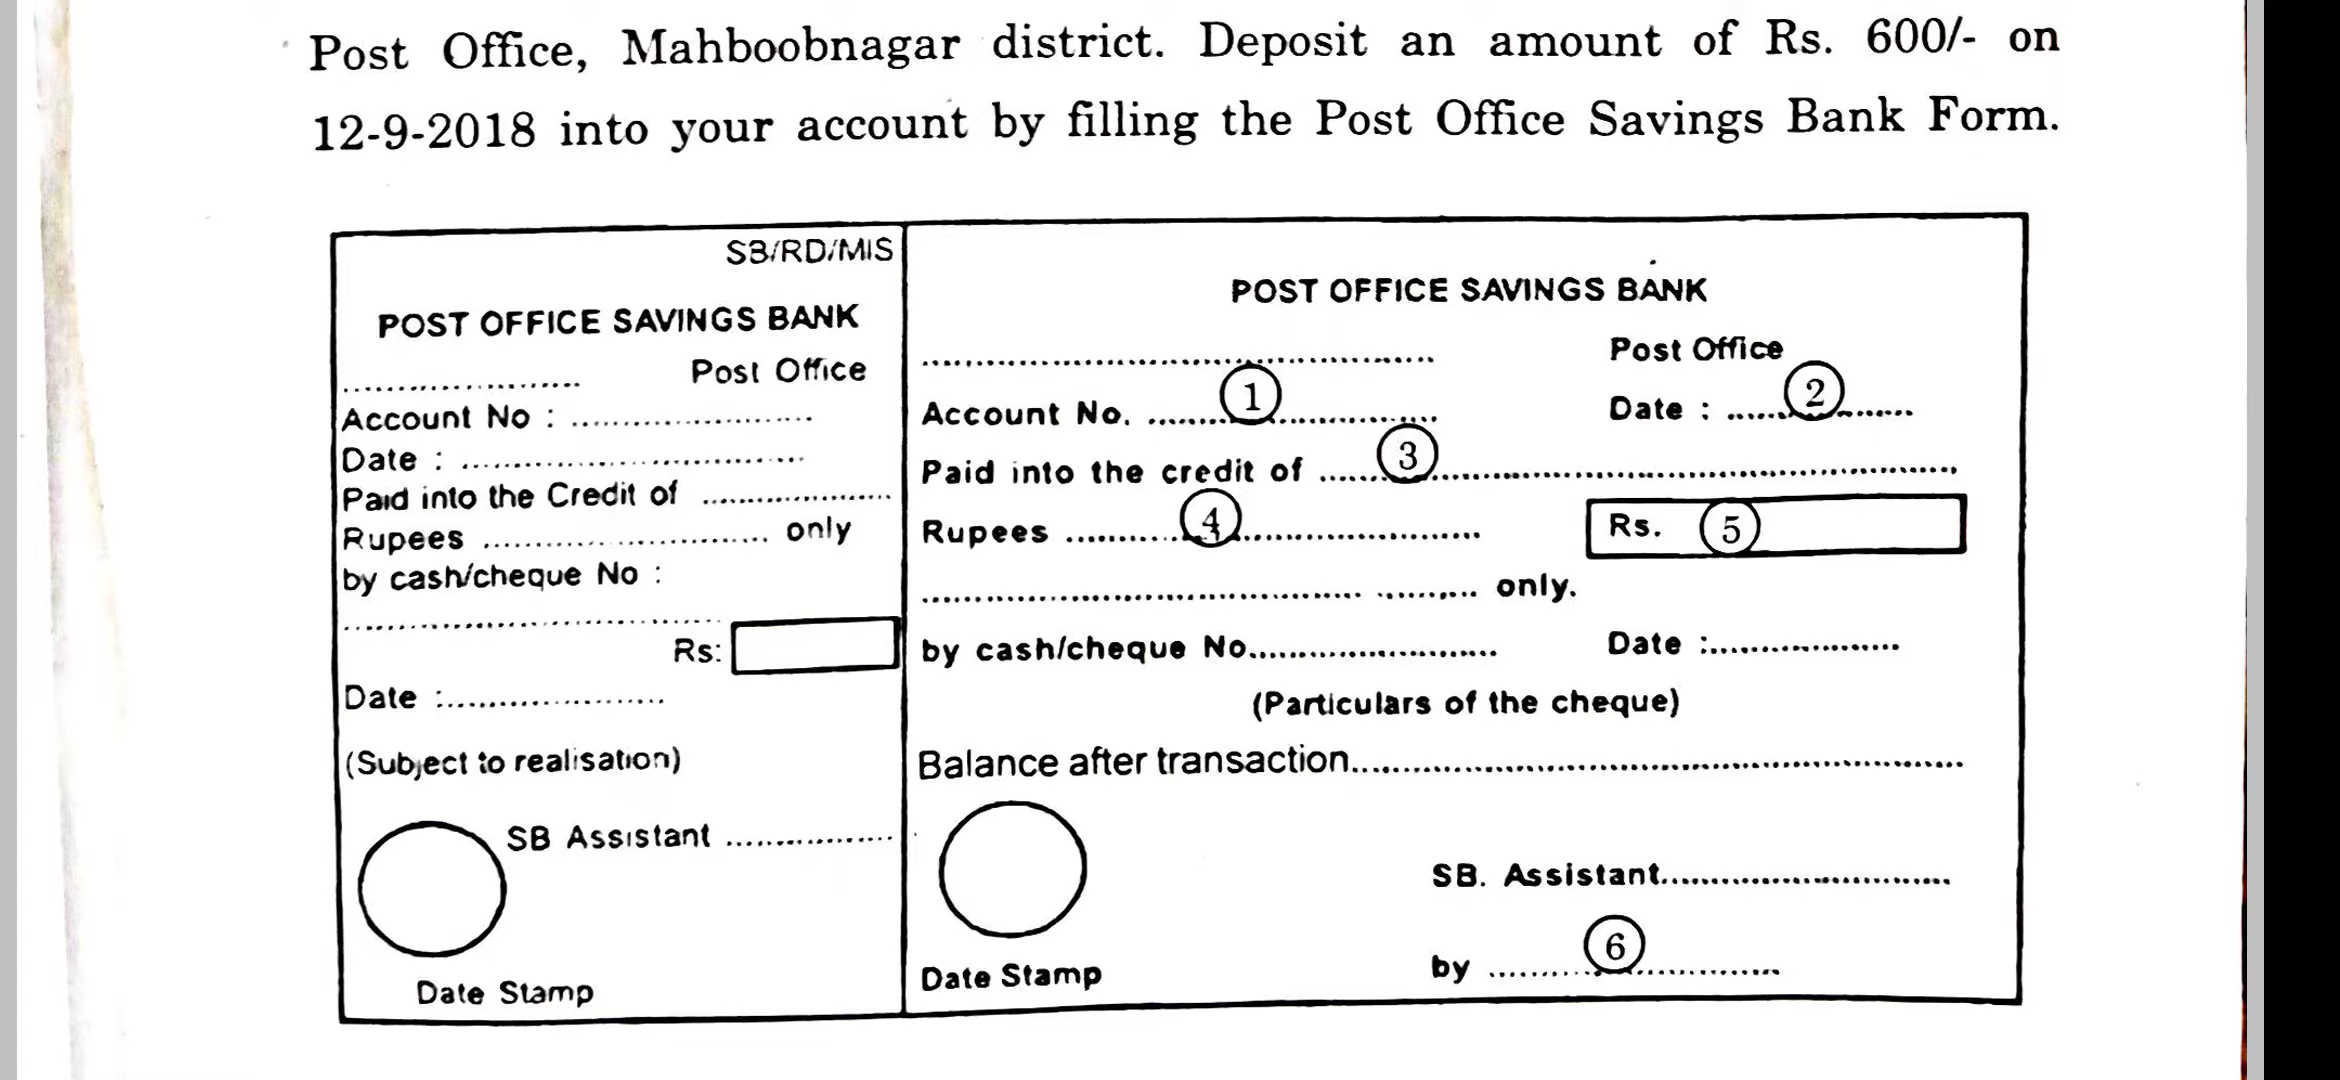 Post Office, Mahboobnagar district. Deposit an amount of Rs. 600/- on
12-9-2018 into your account by filling the Post Office Savings Bank Form.
SB/RD/MIS
POST OFFICE SAVINGS BANK
..................... Post Office
Account No : .......................
Date : ................................
Paid into the Credit of ...................
Rupees ........................... only
by cash/cheque No :
....................................
Rs:
Date :......................
(Subject to realisation)
SB Assistant ................
Date Stamp
POST OFFICE SAVINGS BANK
.................................................. Post Office
Account No. ........1................ Date : ......2.......
Paid into the credit of ......3..................................................
Rupees ...........4....................... Rs. 5
.......................................... .......... only.
by cash/cheque No........................ Date :...................
(Particulars of the cheque)
Balance after transaction............................................................
SB. Assistant............................
by ..........6..............
Date Stamp